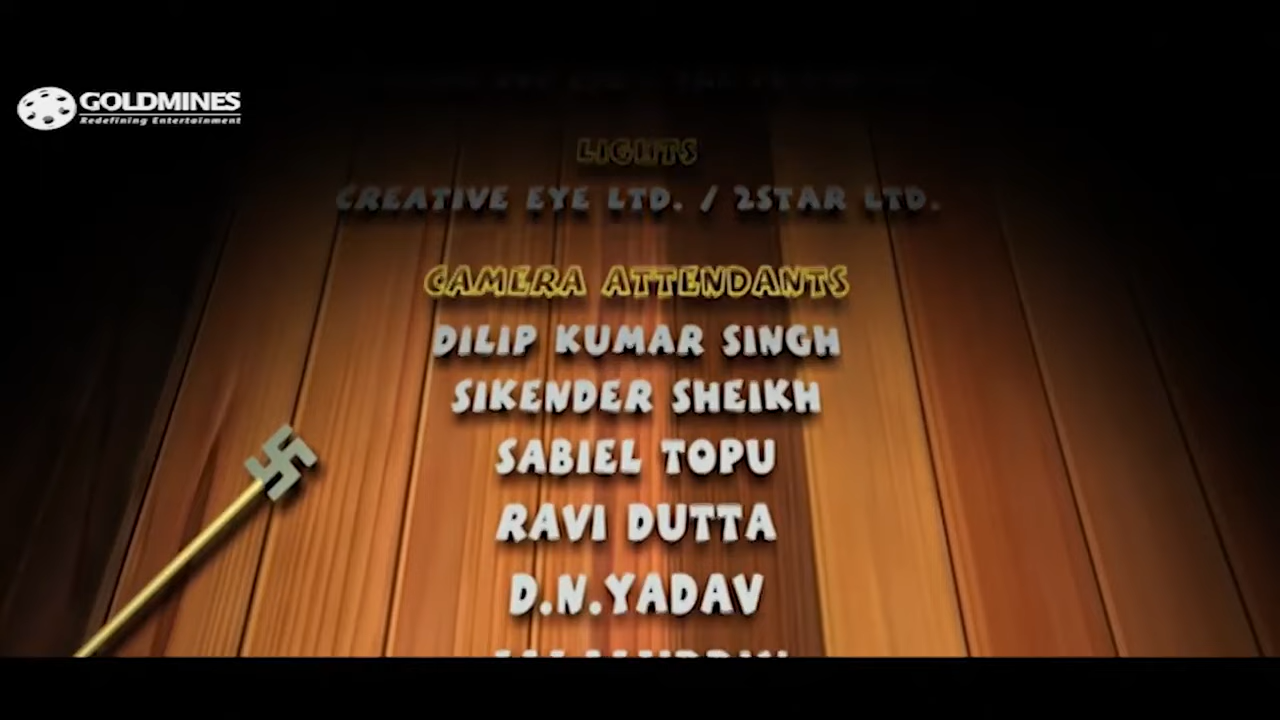 GOLDMINES
Redefining Entertainment
LIGHTS
CREATIVE EYE LTD. / 2STAR LTD.
CAMERA ATTENDANTS
DILIP KUMAR SINGH
SIKENDER SHEIKH
SABIEL TOPU
RAVI DUTTA
D.N.YADAV